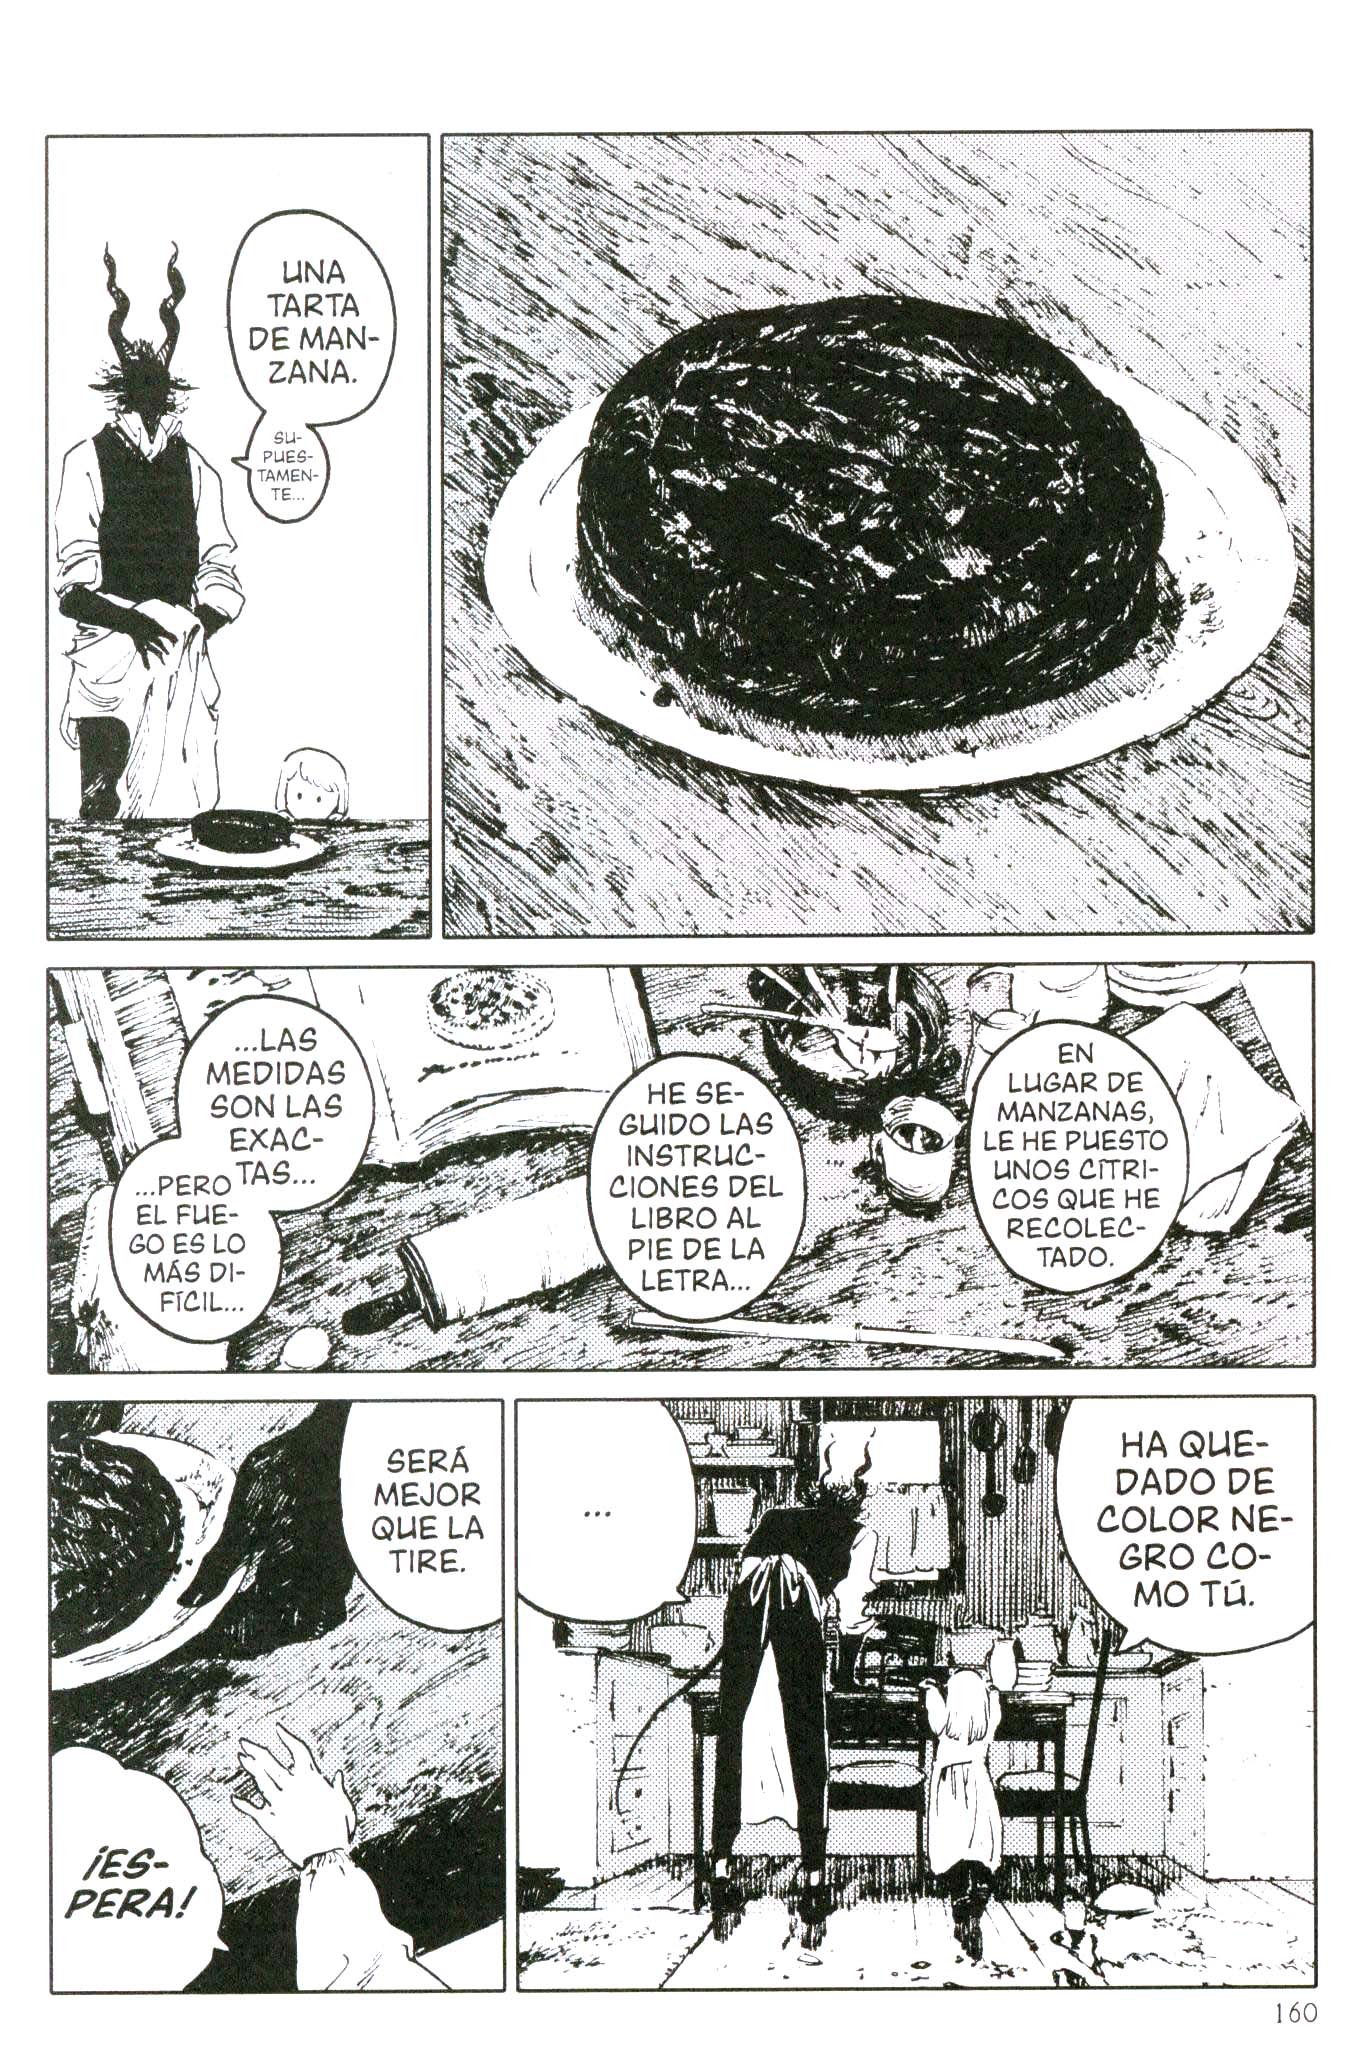 UNA
TARTA
DE MAN-
ZANA.
SU-
PUES-
TAMEN-
TE...
EN
LUGAR DE
MANZANAS,
LE HE PUESTO
UNOS CÍTRI-
COS QUE HE
RECOLEC-
TADO.
HE SE-
GUIDO LAS
INSTRUC-
CIONES DEL
LIBRO AL
PIE DE LA
LETRA...
...LAS
MEDIDAS
SON LAS
EXAC-
TAS...
...PERO
EL FUE-
GO ES LO
MÁS DI-
FÍCIL...
HA QUE-
DADO DE
COLOR NE-
GRO CO-
MO TÚ.
...
SERÁ
MEJOR
QUE LA
TIRE.
¡ES-
PERA!
160